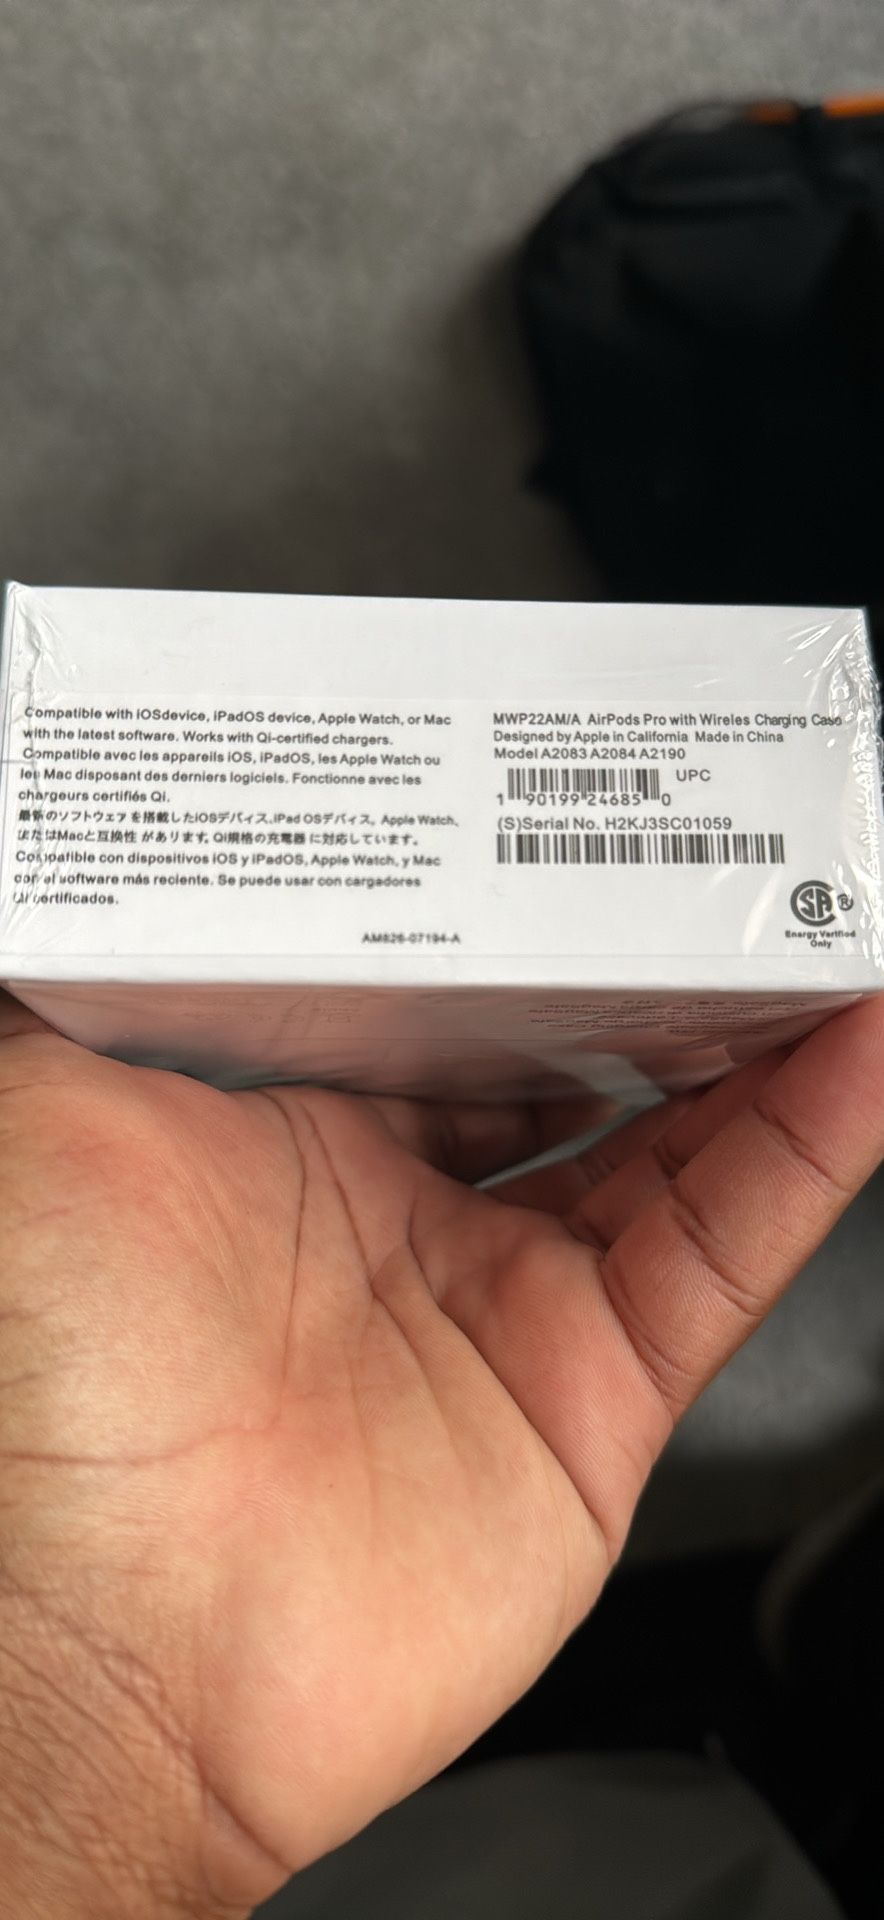 Compatible with iOSdevice, iPadOS device, Apple Watch, or Mac
with the latest software. Works with Qi-certified chargers.
Compatible avec les appareils iOS, iPadOS, les Apple Watch ou
les Mac disposant des derniers logiciels. Fonctionne avec les
chargeurs certifiés Qi.
最新のソフトウェアを搭載したiOSデバイス、iPad OSデバイス、Apple Watch、
またはMacと互換性 があります。Qi規格の充電器 に対応しています。
Compatible con dispositivos iOS y iPadOS, Apple Watch, y Mac
con el software más reciente. Se puede usar con cargadores
Qi certificados.
AM826-07194-A
MWP22AM/A AirPods Pro with Wireles Charging Case
Designed by Apple in California Made in China
Model A2083 A2084 A2190
UPC
1 90199 24685 0
(S)Serial No. H2KJ3SC01059
SA ®
Energy Vertfied
Only